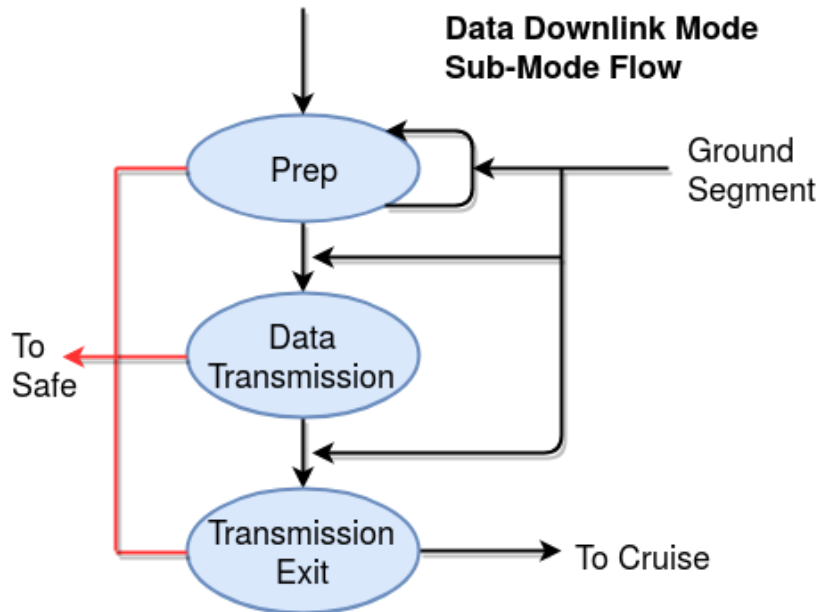 Data Downlink Mode
Sub-Mode Flow
Prep
Ground
Segment
Data
Transmission
To
Safe
Transmission
Exit
To Cruise